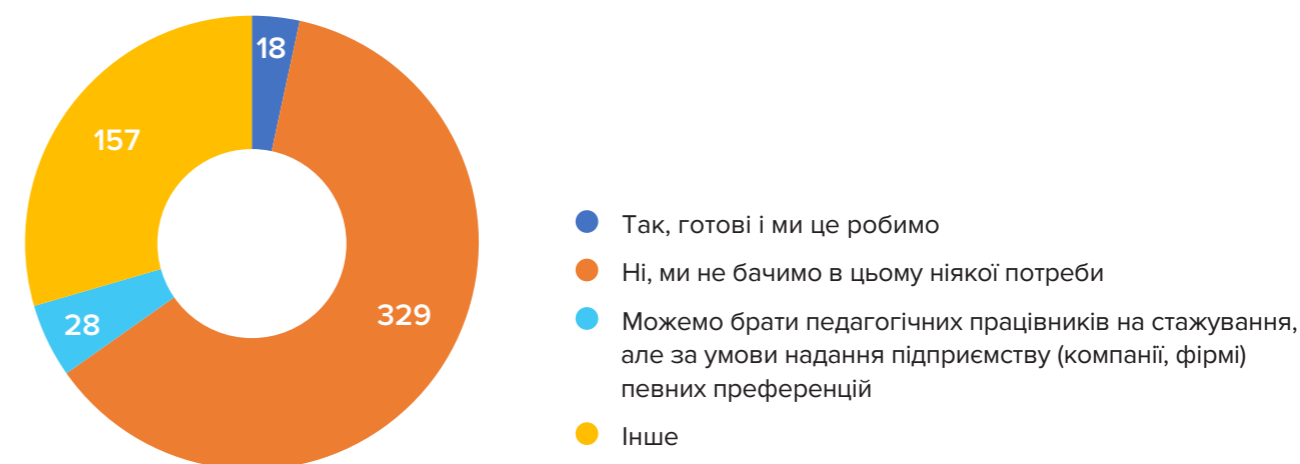 18
157
329
28
Так, готові і ми це робимо
Ні, ми не бачимо в цьому ніякої потреби
Можемо брати педагогічних працівників на стажування,
але за умови надання підприємству (компанії, фірмі)
певних преференцій
Інше